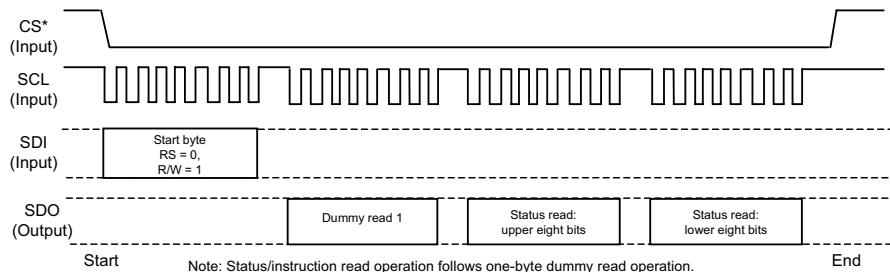 CS*
(Input)
SCL
(Input)
SDI
(Input)
Start byte
RS = 0,
R/W = 1
SDO
(Output)
Dummy read 1
Status read:
upper eight bits
Status read:
lower eight bits
Start
End
Note: Status/instruction read operation follows one-byte dummy read operation.